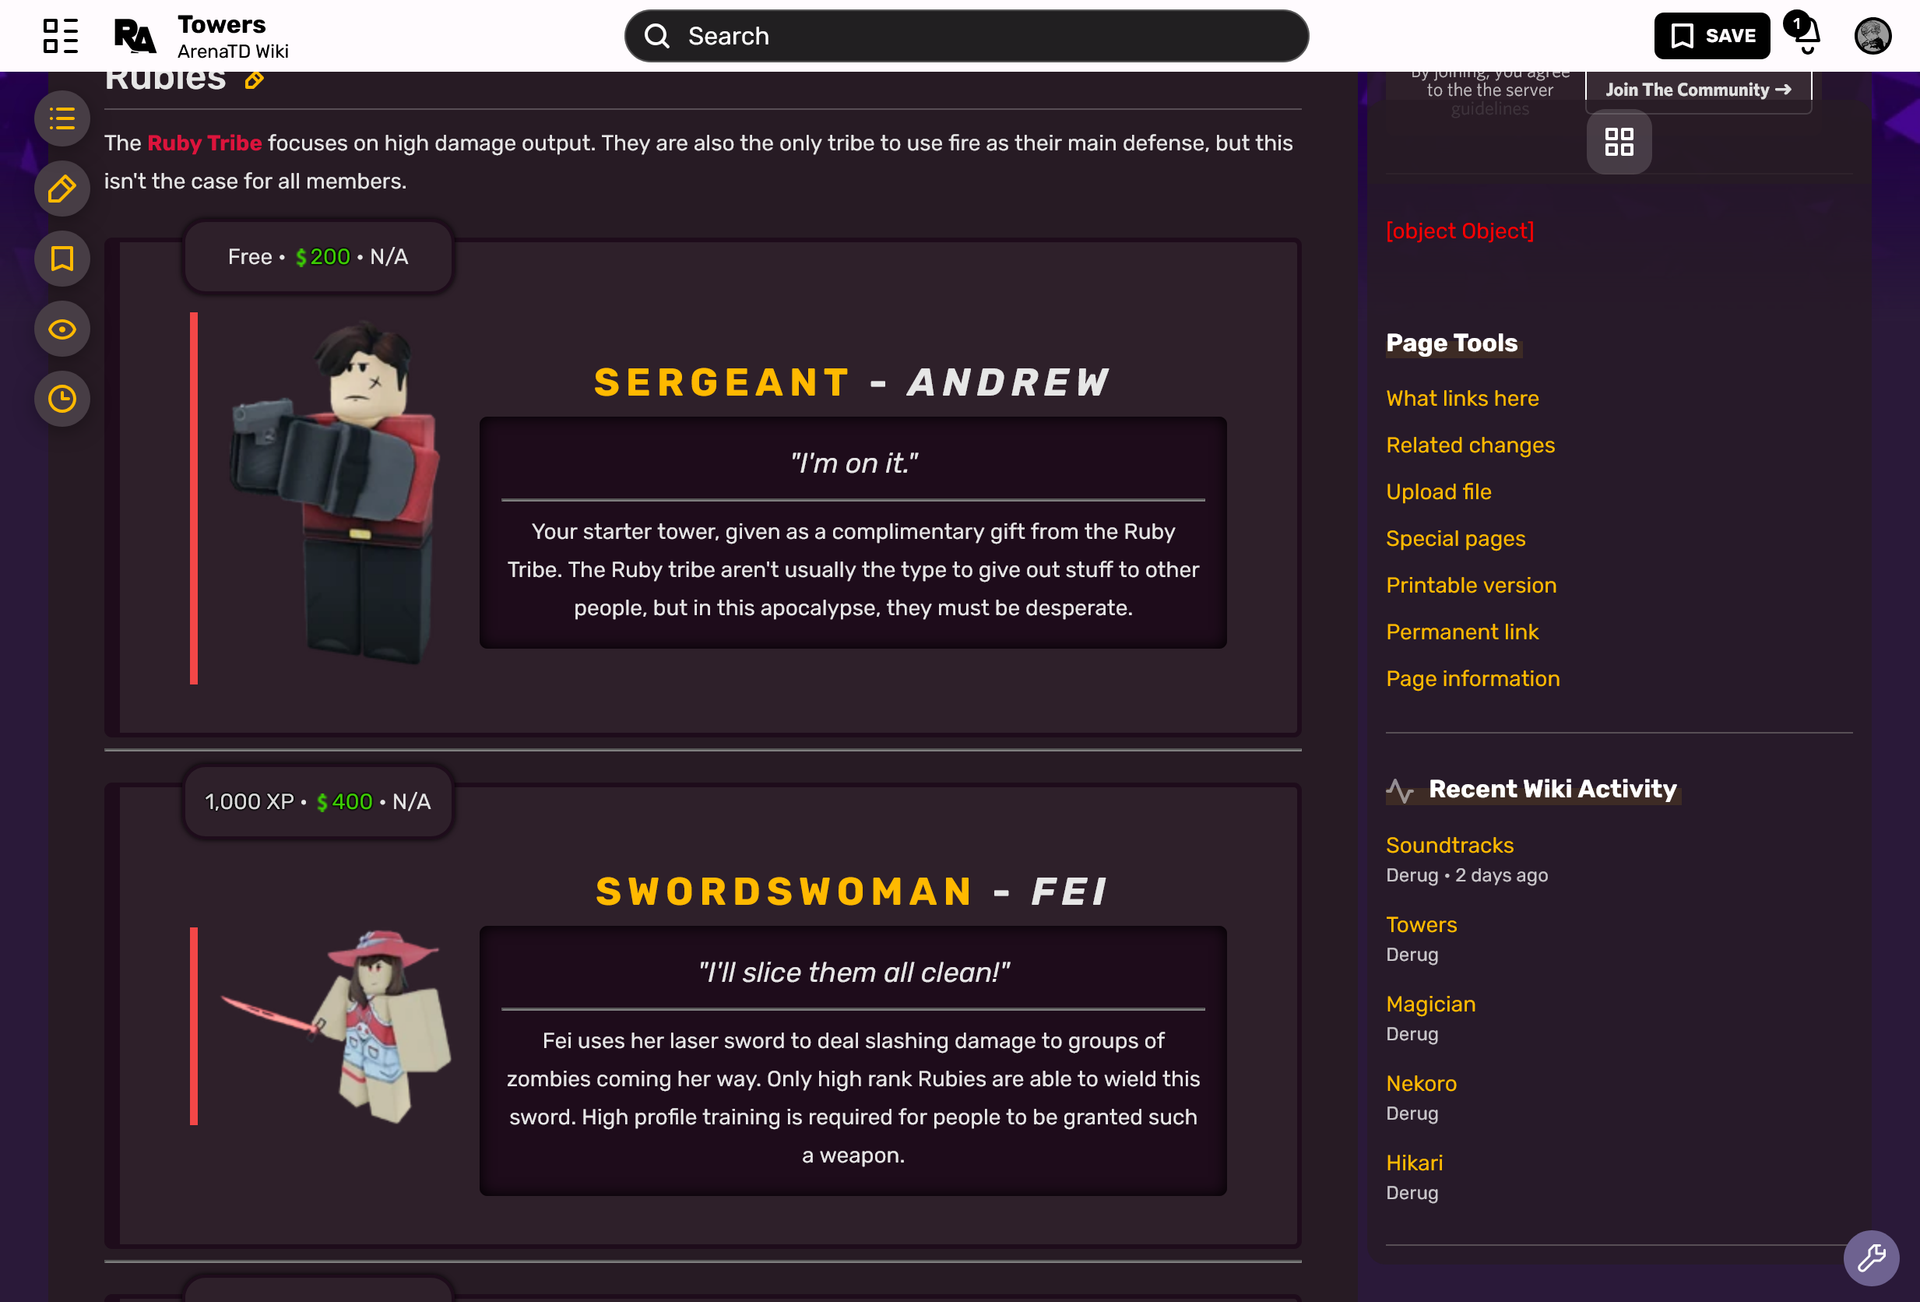 RA
Towers
ArenaTD Wiki
Search
SAVE
1
Rubies
The Ruby Tribe focuses on high damage output. They are also the only tribe to use fire as their main defense, but this
isn't the case for all members.
Free • $200 • N/A
SERGEANT - ANDREW
"I'm on it."
Your starter tower, given as a complimentary gift from the Ruby
Tribe. The Ruby tribe aren't usually the type to give out stuff to other
people, but in this apocalypse, they must be desperate.
1,000 XP • $400 • N/A
SWORDSWOMAN - FEI
"I'll slice them all clean!"
Fei uses her laser sword to deal slashing damage to groups of
zombies coming her way. Only high rank Rubies are able to wield this
sword. High profile training is required for people to be granted such
a weapon.
By joining, you agree
to the the server
guidelines
Join The Community →
[object Object]
Page Tools
What links here
Related changes
Upload file
Special pages
Printable version
Permanent link
Page information
Recent Wiki Activity
Soundtracks
Derug • 2 days ago
Towers
Derug
Magician
Derug
Nekoro
Derug
Hikari
Derug